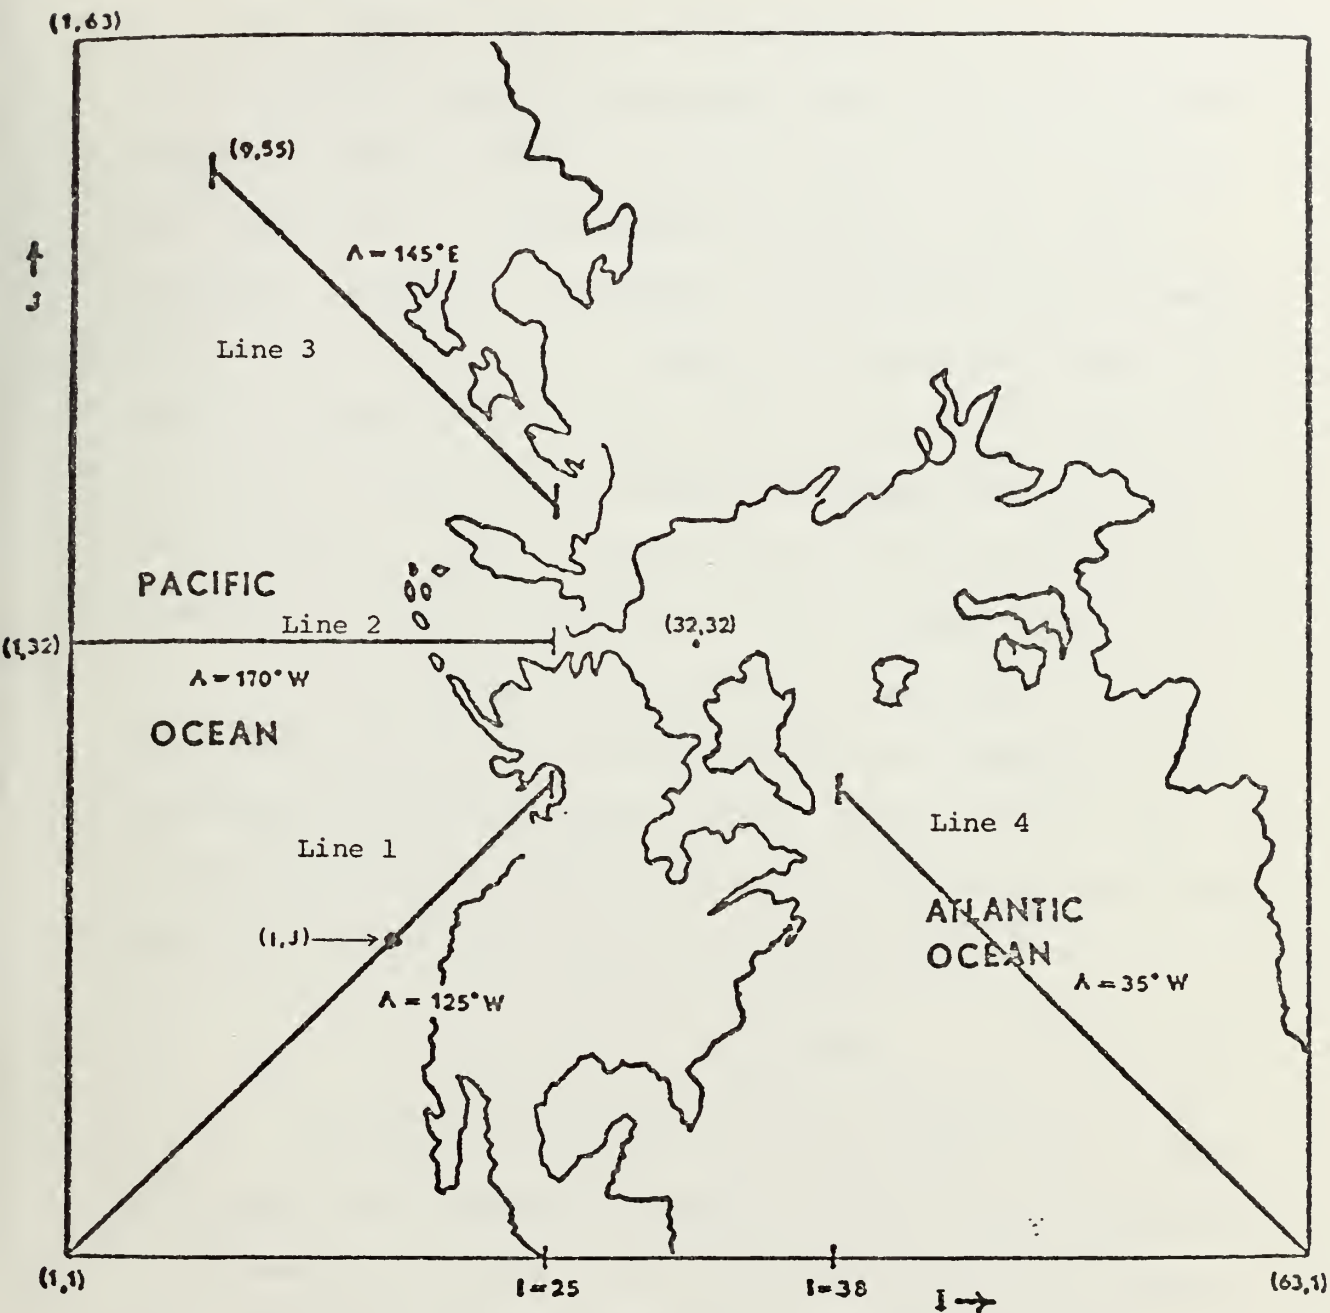 (1,63)
(9,55)
Λ = 145°E
J
Line 3
PACIFIC
Line 2
(32,32)
(1,32)
Λ = 170°W
OCEAN
Line 4
Line 1
ATLANTIC
(I,J)
OCEAN
Λ = 35°W
Λ = 125°W
(1,1)
I=25
I=38
I
(63,1)